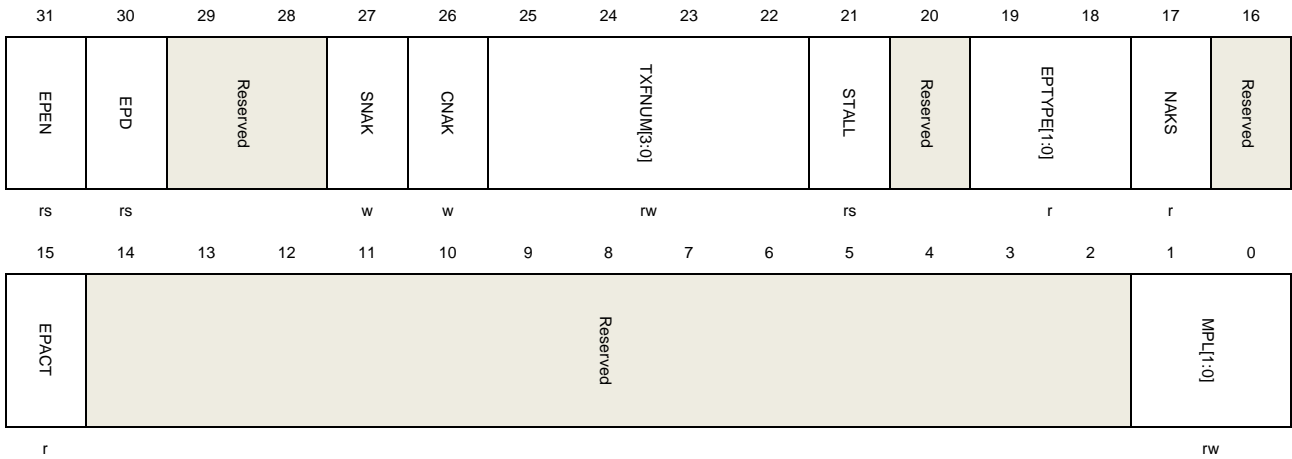 31 30 29 28 27 26 25 24 23 22 21 20 19 18 17 16
EPEN EPD Reserved SNAK CNAK TXFNUM[3:0] STALL Reserved EPTYPE[1:0] NAKS Reserved
rs rs w w rw rs r r
15 14 13 12 11 10 9 8 7 6 5 4 3 2 1 0
EPACT Reserved MPL[1:0]
r rw